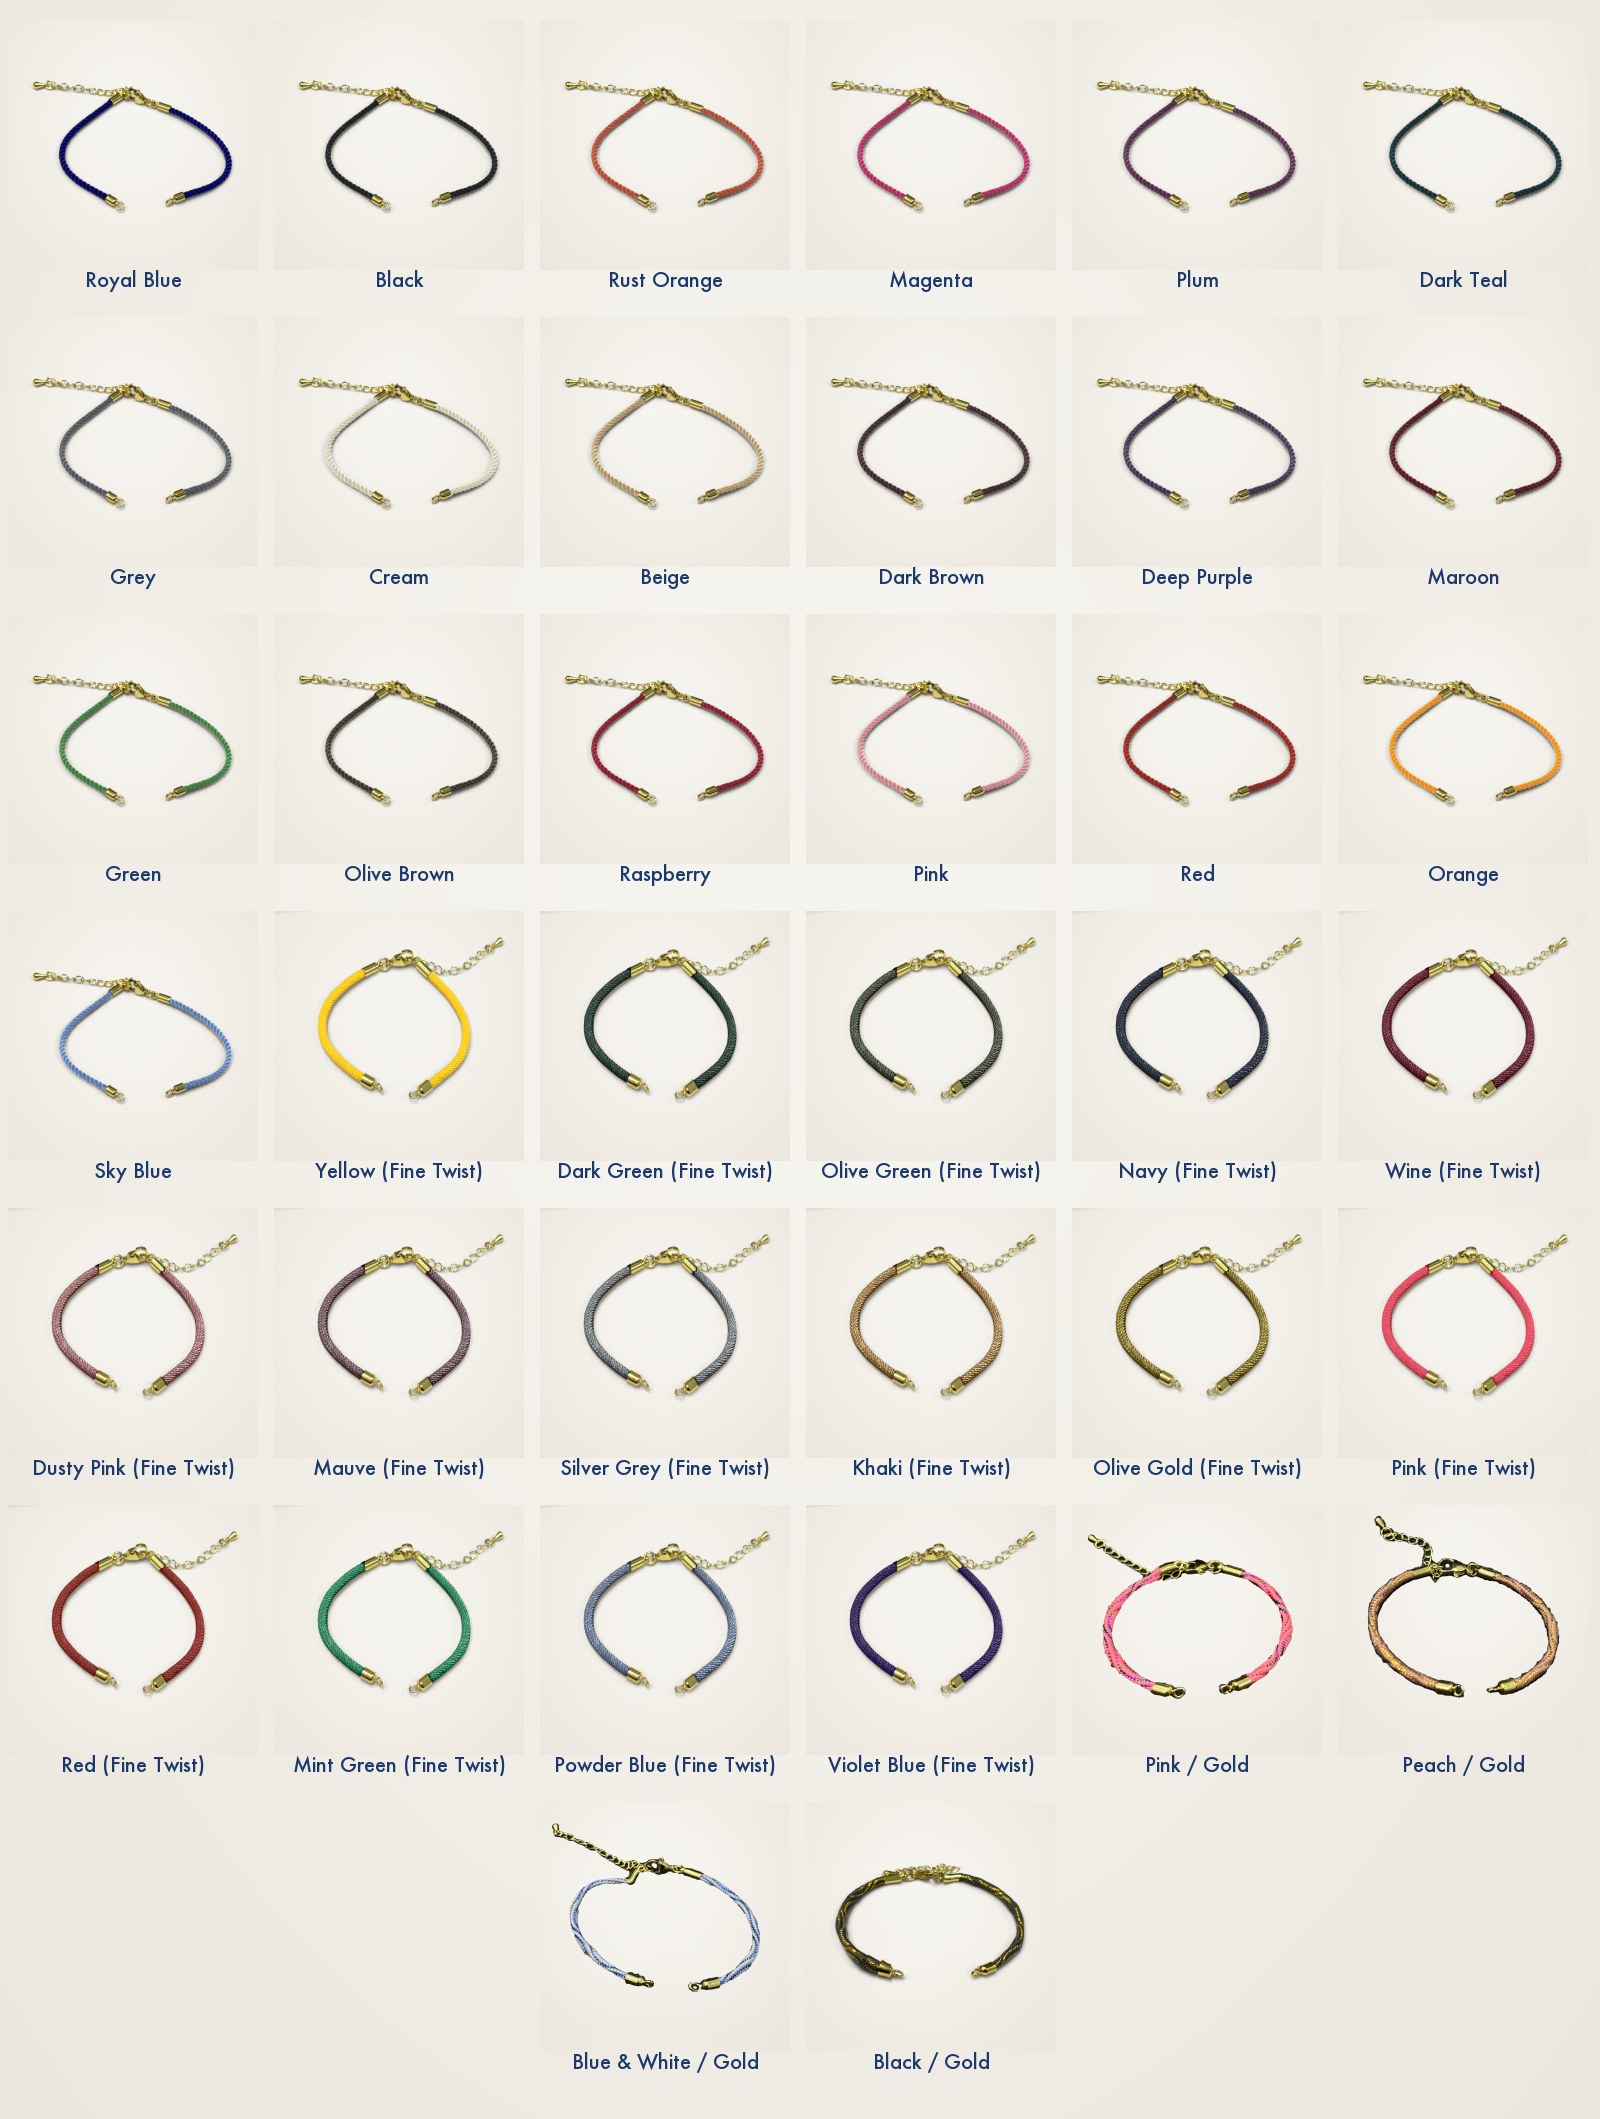 Royal Blue
Black
Rust Orange
Magenta
Plum
Dark Teal
Grey
Cream
Beige
Dark Brown
Deep Purple
Maroon
Green
Olive Brown
Raspberry
Pink
Red
Orange
Sky Blue
Yellow (Fine Twist)
Dark Green (Fine Twist)
Olive Green (Fine Twist)
Navy (Fine Twist)
Wine (Fine Twist)
Dusty Pink (Fine Twist)
Mauve (Fine Twist)
Silver Grey (Fine Twist)
Khaki (Fine Twist)
Olive Gold (Fine Twist)
Pink (Fine Twist)
Red (Fine Twist)
Mint Green (Fine Twist)
Powder Blue (Fine Twist)
Violet Blue (Fine Twist)
Pink / Gold
Peach / Gold
Blue & White / Gold
Black / Gold